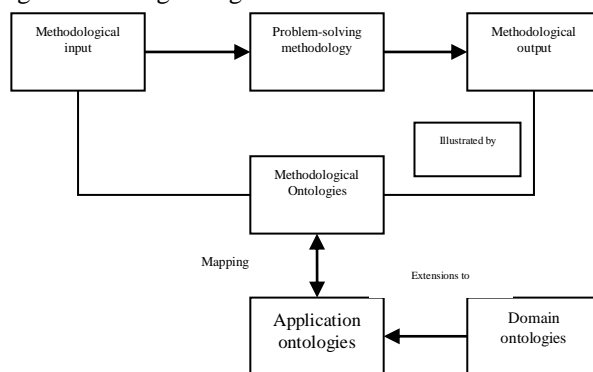 Methodological
input
Problem-solving
methodology
Methodological
output
Illustrated by
Methodological
Ontologies
Mapping
Extensions to
Application
ontologies
Domain
ontologies